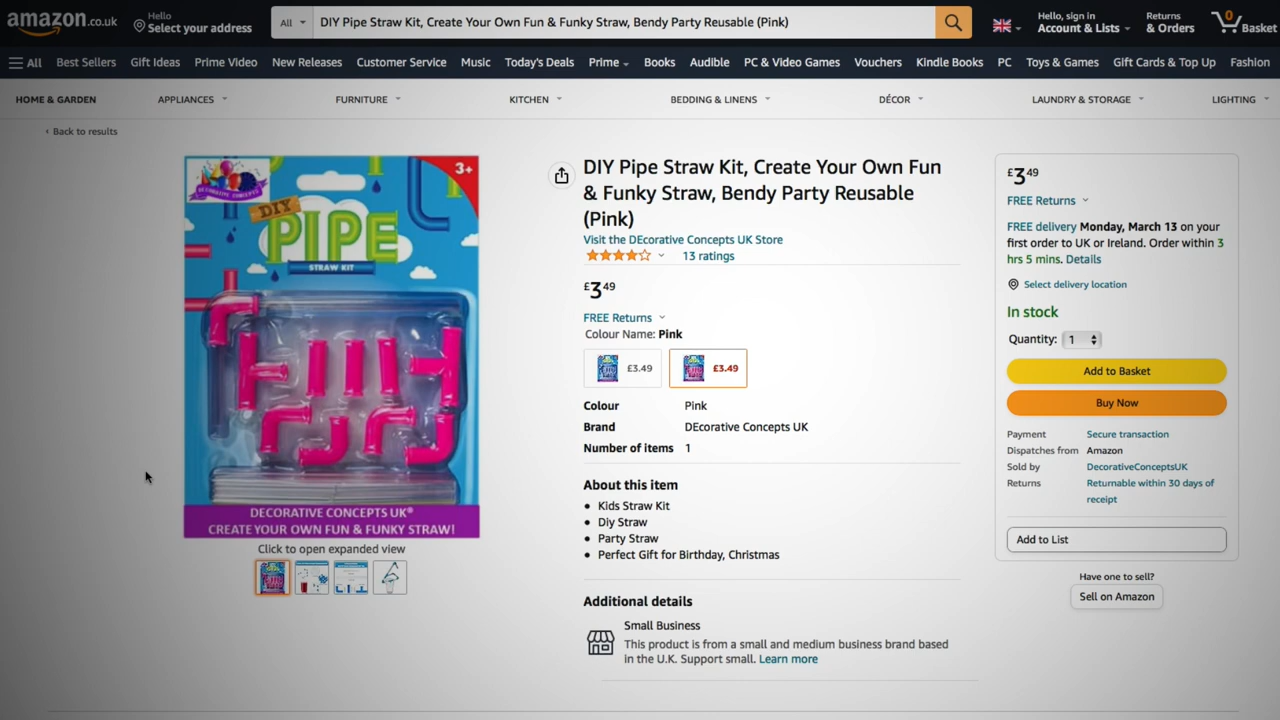 amazon.co.uk
Hello
Select your address
All
DIY Pipe Straw Kit, Create Your Own Fun & Funky Straw, Bendy Party Reusable (Pink)
Hello, sign in
Account & Lists
Returns
& Orders
0
Basket
All
Best Sellers
Gift Ideas
Prime Video
New Releases
Customer Service
Music
Today's Deals
Prime
Books
Audible
PC & Video Games
Vouchers
Kindle Books
PC
Toys & Games
Gift Cards & Top Up
Fashion
HOME & GARDEN
APPLIANCES
FURNITURE
KITCHEN
BEDDING & LINENS
DÉCOR
LAUNDRY & STORAGE
LIGHTING
‹ Back to results
DECORATIVE CONCEPTS
3+
DIY
PIPE
STRAW KIT
DECORATIVE CONCEPTS UK®
CREATE YOUR OWN FUN & FUNKY STRAW!
Click to open expanded view
DIY Pipe Straw Kit, Create Your Own Fun
& Funky Straw, Bendy Party Reusable
(Pink)
Visit the DEcorative Concepts UK Store
13 ratings
£3 49
FREE Returns
Colour Name: Pink
£3.49
£3.49
Colour Pink
Brand DEcorative Concepts UK
Number of items 1
About this item
• Kids Straw Kit
• Diy Straw
• Party Straw
• Perfect Gift for Birthday, Christmas
Additional details
Small Business
This product is from a small and medium business brand based
in the U.K. Support small. Learn more
£3 49
FREE Returns
FREE delivery Monday, March 13 on your
first order to UK or Ireland. Order within 3
hrs 5 mins. Details
Select delivery location
In stock
Quantity: 1
Add to Basket
Buy Now
Payment Secure transaction
Dispatches from Amazon
Sold by DecorativeConceptsUK
Returns Returnable within 30 days of
receipt
Add to List
Have one to sell?
Sell on Amazon